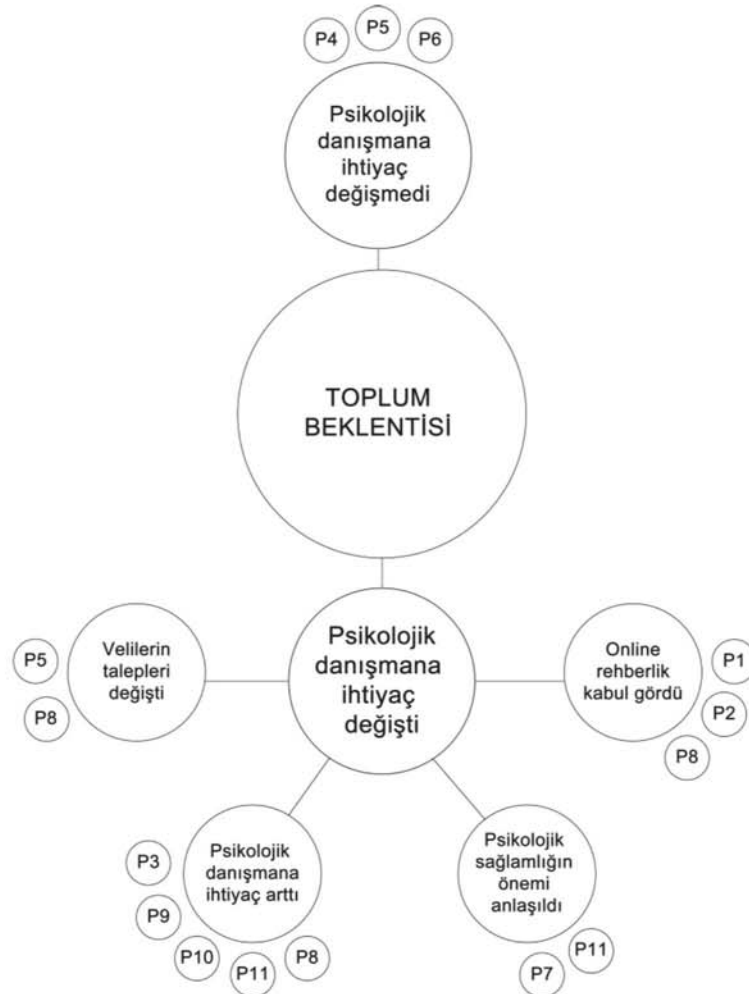 P4
P5
P6
Psikolojik
danışmana
ihtiyaç
değişmedi
TOPLUM
BEKLENTİSİ
Psikolojik
danışmana
ihtiyaç
değişti
Velilerin
talepleri
değişti
P5
P8
Online
rehberlik
kabul gördü
P1
P2
P8
Psikolojik
danışmana
ihtiyaç arttı
P3
P9
P10
P11
P8
Psikolojik
sağlamlığın
önemi
anlaşıldı
P11
P7